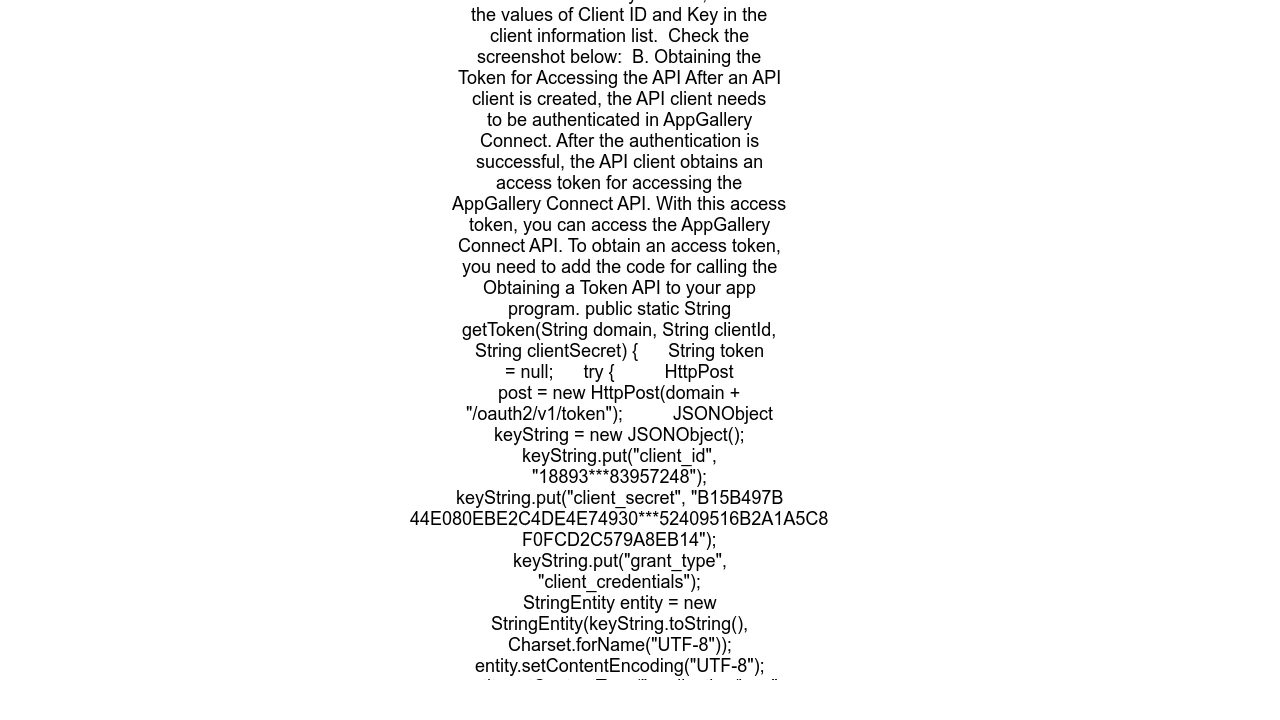 the values of Client ID and Key in the
client information list.  Check the
screenshot below:  B. Obtaining the
Token for Accessing the API After an API
client is created, the API client needs
to be authenticated in AppGallery
Connect. After the authentication is
successful, the API client obtains an
access token for accessing the
AppGallery Connect API. With this access
token, you can access the AppGallery
Connect API. To obtain an access token,
you need to add the code for calling the
Obtaining a Token API to your app
program. public static String
getToken(String domain, String clientId,
String clientSecret) {      String token
= null;      try {          HttpPost
post = new HttpPost(domain +
"/oauth2/v1/token");          JSONObject
keyString = new JSONObject();
keyString.put("client_id",
"18893***83957248");
keyString.put("client_secret", "B15B497B
44E080EBE2C4DE4E74930***52409516B2A1A5C8
F0FCD2C579A8EB14");
keyString.put("grant_type",
"client_credentials");
StringEntity entity = new
StringEntity(keyString.toString(),
Charset.forName("UTF-8"));
entity.setContentEncoding("UTF-8");